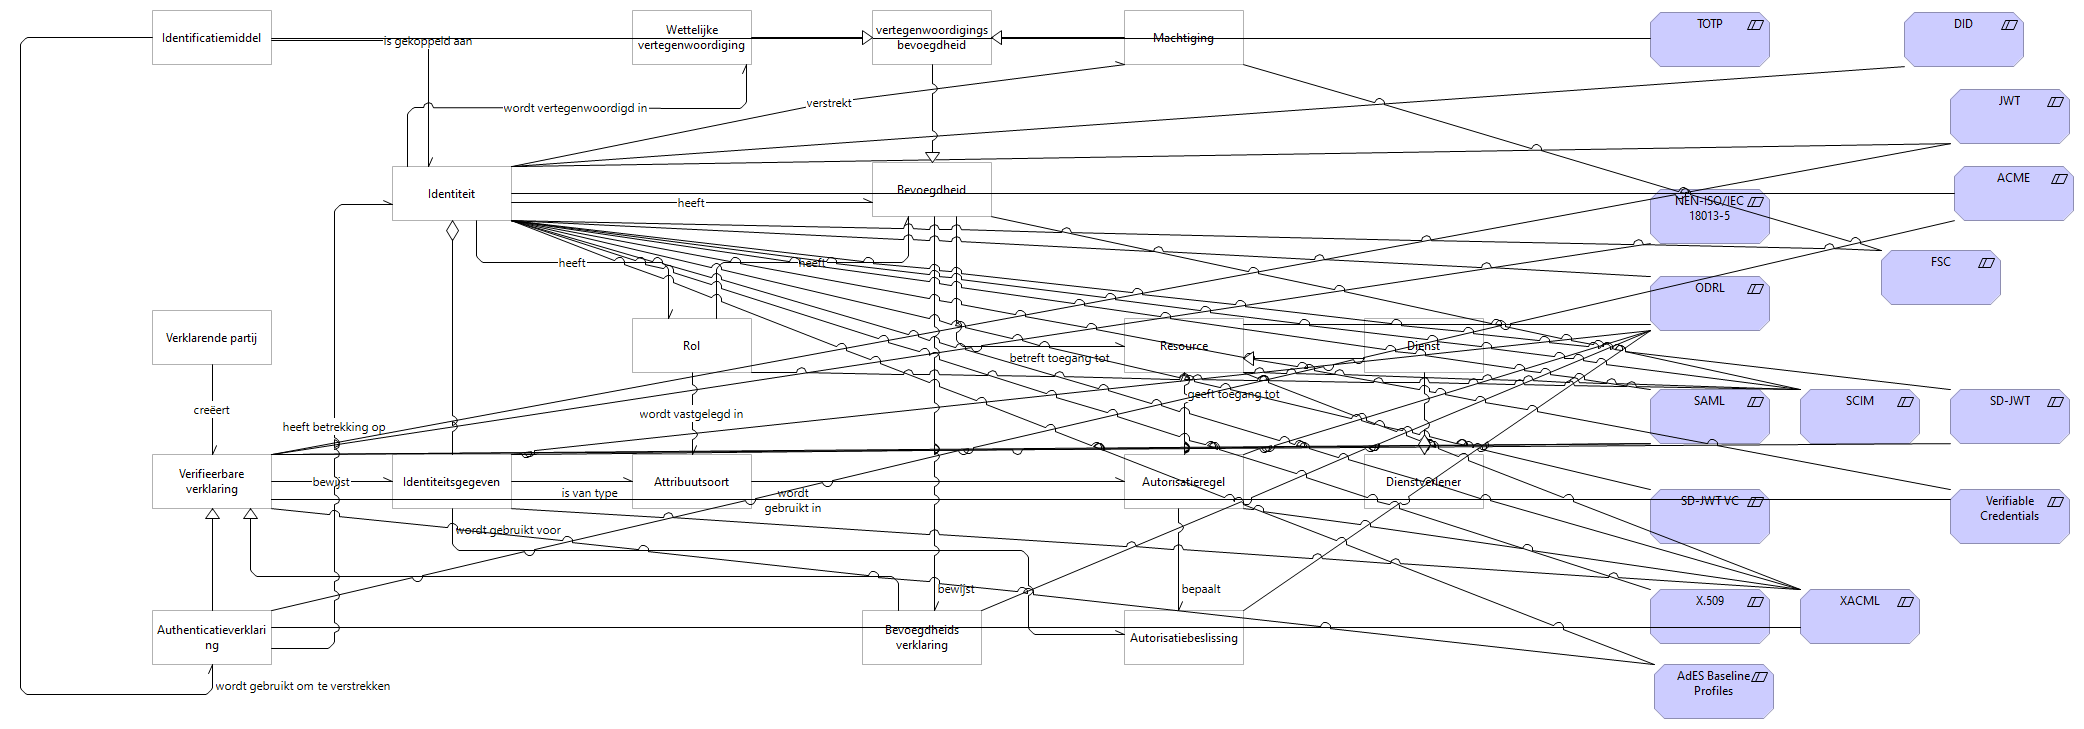 Identificatiemiddel
is gekoppeld aan
Wettelijke
vertegenwoordiging
vertegenwoordigings
bevoegdheid
Machtiging
TOTP
DID
wordt vertegenwoordigd in
verstrekt
JWT
Identiteit
heeft
Bevoegdheid
NEN-ISO/IEC
18013-5
ACME
heeft
heeft
FSC
ODRL
Verklarende partij
Rol
Resource
Dienst
betreft toegang tot
geeft toegang tot
creëert
wordt vastgelegd in
heeft betrekking op
SAML
SCIM
SD-JWT
Verifieerbare
verklaring
bewijst
Identiteitsgegeven
is van type
Attribuutsoort
wordt
gebruikt in
Autorisatieregel
Dienstverlener
SD-JWT VC
Verifiable
Credentials
wordt gebruikt voor
bewijst
bepaalt
Authenticatieverklari
ng
Bevoegdheids
verklaring
Autorisatiebeslissing
X.509
XACML
wordt gebruikt om te verstrekken
AdES Baseline
Profiles